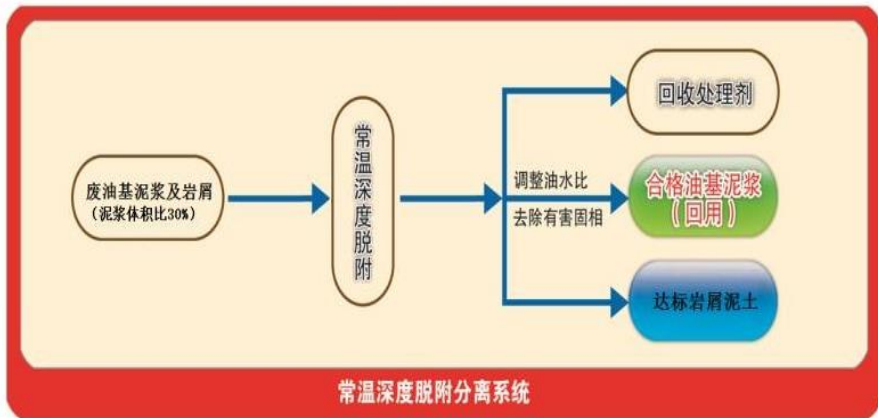 回收处理剂
废油基泥浆及岩屑
（泥浆体积比30%）
常温深度脱附
调整油水比
去除有害固相
合格油基泥浆
（回用）
达标岩屑泥土
常温深度脱附分离系统